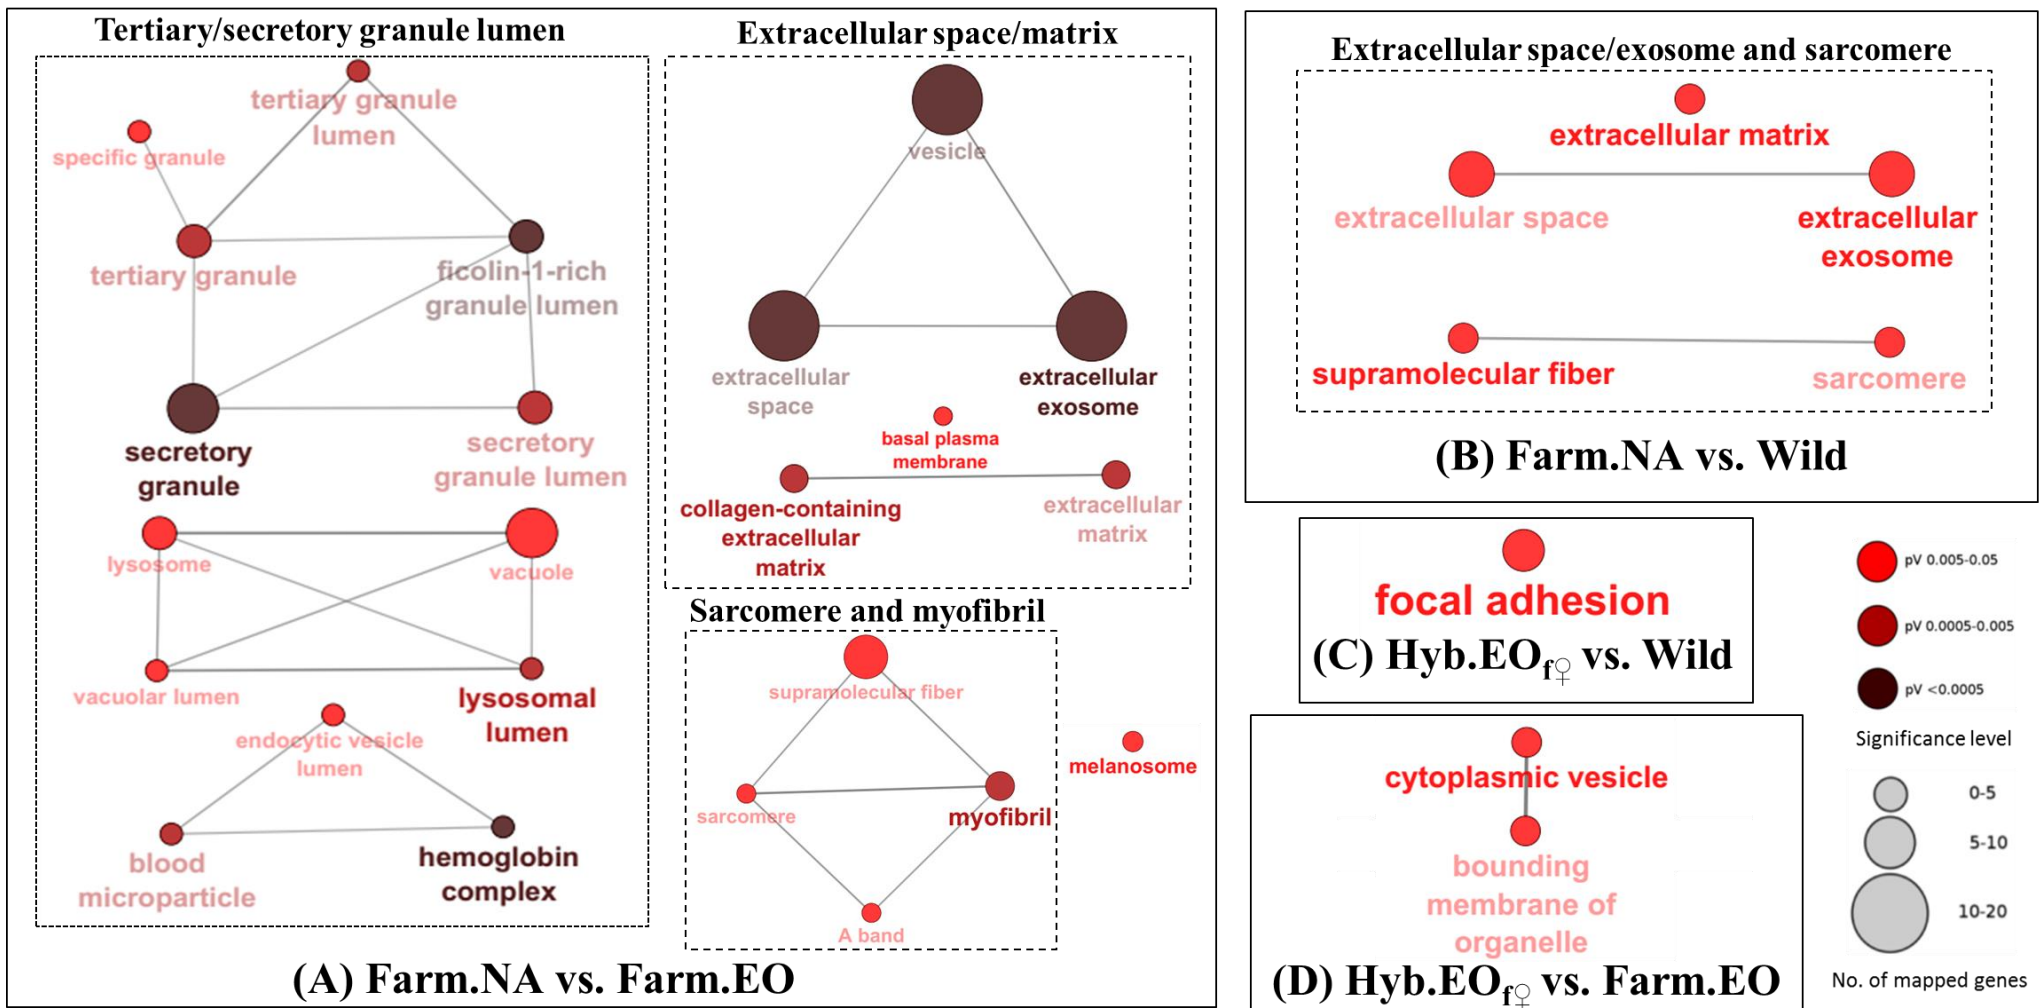 Tertiary/secretory granule lumen
tertiary granule
lumen
specific granule
tertiary granule
ficolin-1-rich
granule lumen
secretory
granule
secretory
granule lumen
lysosome
vacuole
vacuolar lumen
lysosomal
lumen
endocytic vesicle
lumen
blood
microparticle
hemoglobin
complex
Extracellular space/matrix
vesicle
extracellular
space
extracellular
exosome
basal plasma
membrane
collagen-containing
extracellular
matrix
extracellular
matrix
Sarcomere and myofibril
supramolecular fiber
sarcomere
myofibril
A band
melanosome
(A) Farm.NA vs. Farm.EO
Extracellular space/exosome and sarcomere
extracellular matrix
extracellular space
extracellular
exosome
supramolecular fiber
sarcomere
(B) Farm.NA vs. Wild
focal adhesion
(C) Hyb.EOf♀ vs. Wild
cytoplasmic vesicle
bounding
membrane of
organelle
(D) Hyb.EOf♀ vs. Farm.EO
pV 0.005-0.05
pV 0.0005-0.005
pV <0.0005
Significance level
0-5
5-10
10-20
No. of mapped genes